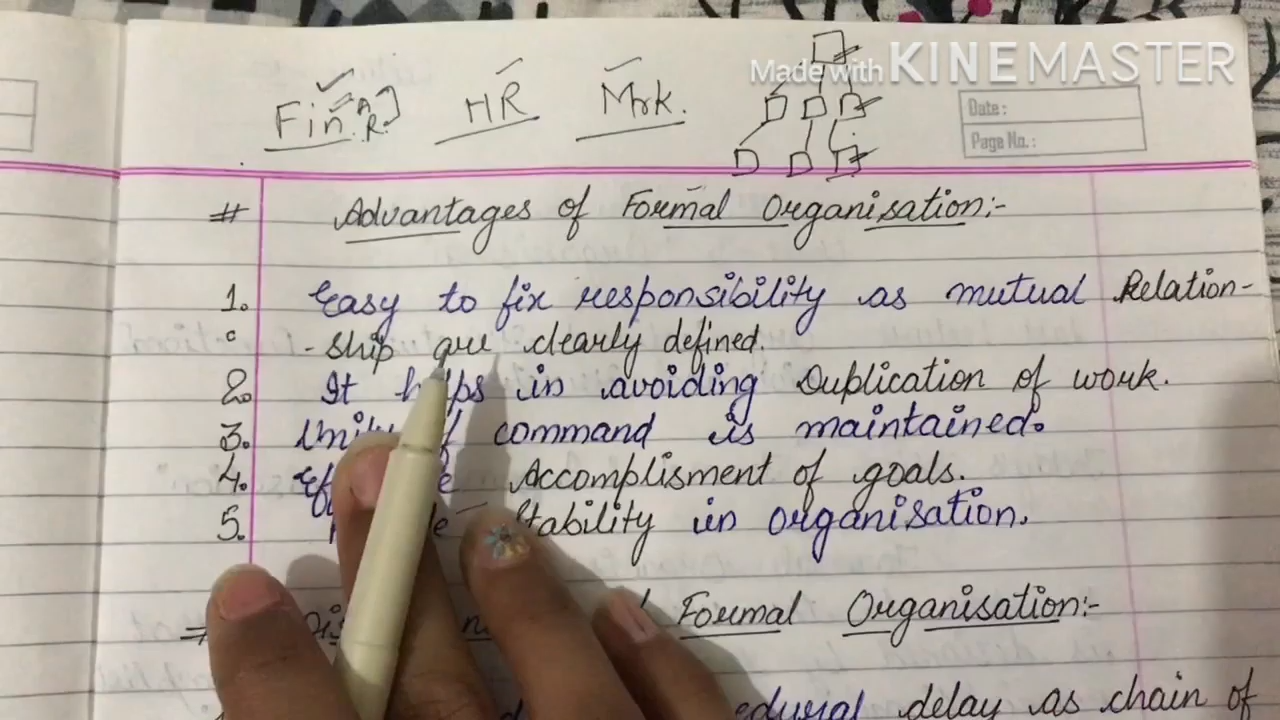 Made with KINEMASTER
Fin. A R. HR Mrk.
Date:
Page No.:
# Advantages of Formal Organisation:-
1. Easy to fix responsibility as mutual Relation-
- ship are clearly defined.
2. It helps in avoiding Duplication of work.
3. Unity of command is maintained.
4. Accomplisment of goals.
5. Stability in organisation.
# Formal Organisation:-
delay as chain of